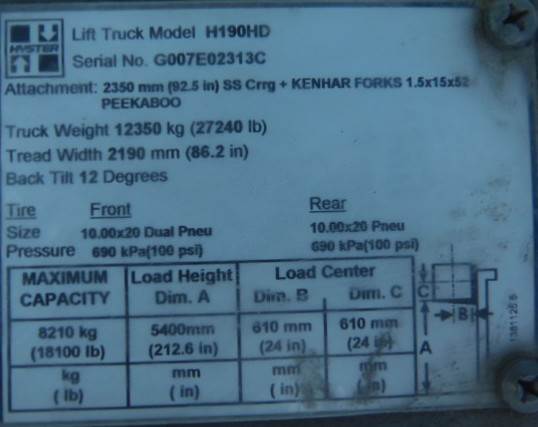 HYSTER
Lift Truck Model H190HD
Serial No. G007E02313C
Attachment: 2350 mm (92.5 in) SS Crrg + KENHAR FORKS 1.5x15x52
PEEKABOO
Truck Weight 12350 kg (27240 lb)
Tread Width 2190 mm (86.2 in)
Back Tilt 12 Degrees
Tire Front Rear
Size 10.00x20 Dual Pneu 10.00x20 Pneu
Pressure 690 kPa(100 psi) 690 kPa(100 psi)
MAXIMUM CAPACITY Load Height Dim. A Load Center Dim. B Dim. C
8210 kg 5400mm 610 mm 610 mm
(18100 lb) (212.6 in) (24 in) (24 in)
kg mm mm mm
( lb) ( in) ( in) ( in)
C
B
A